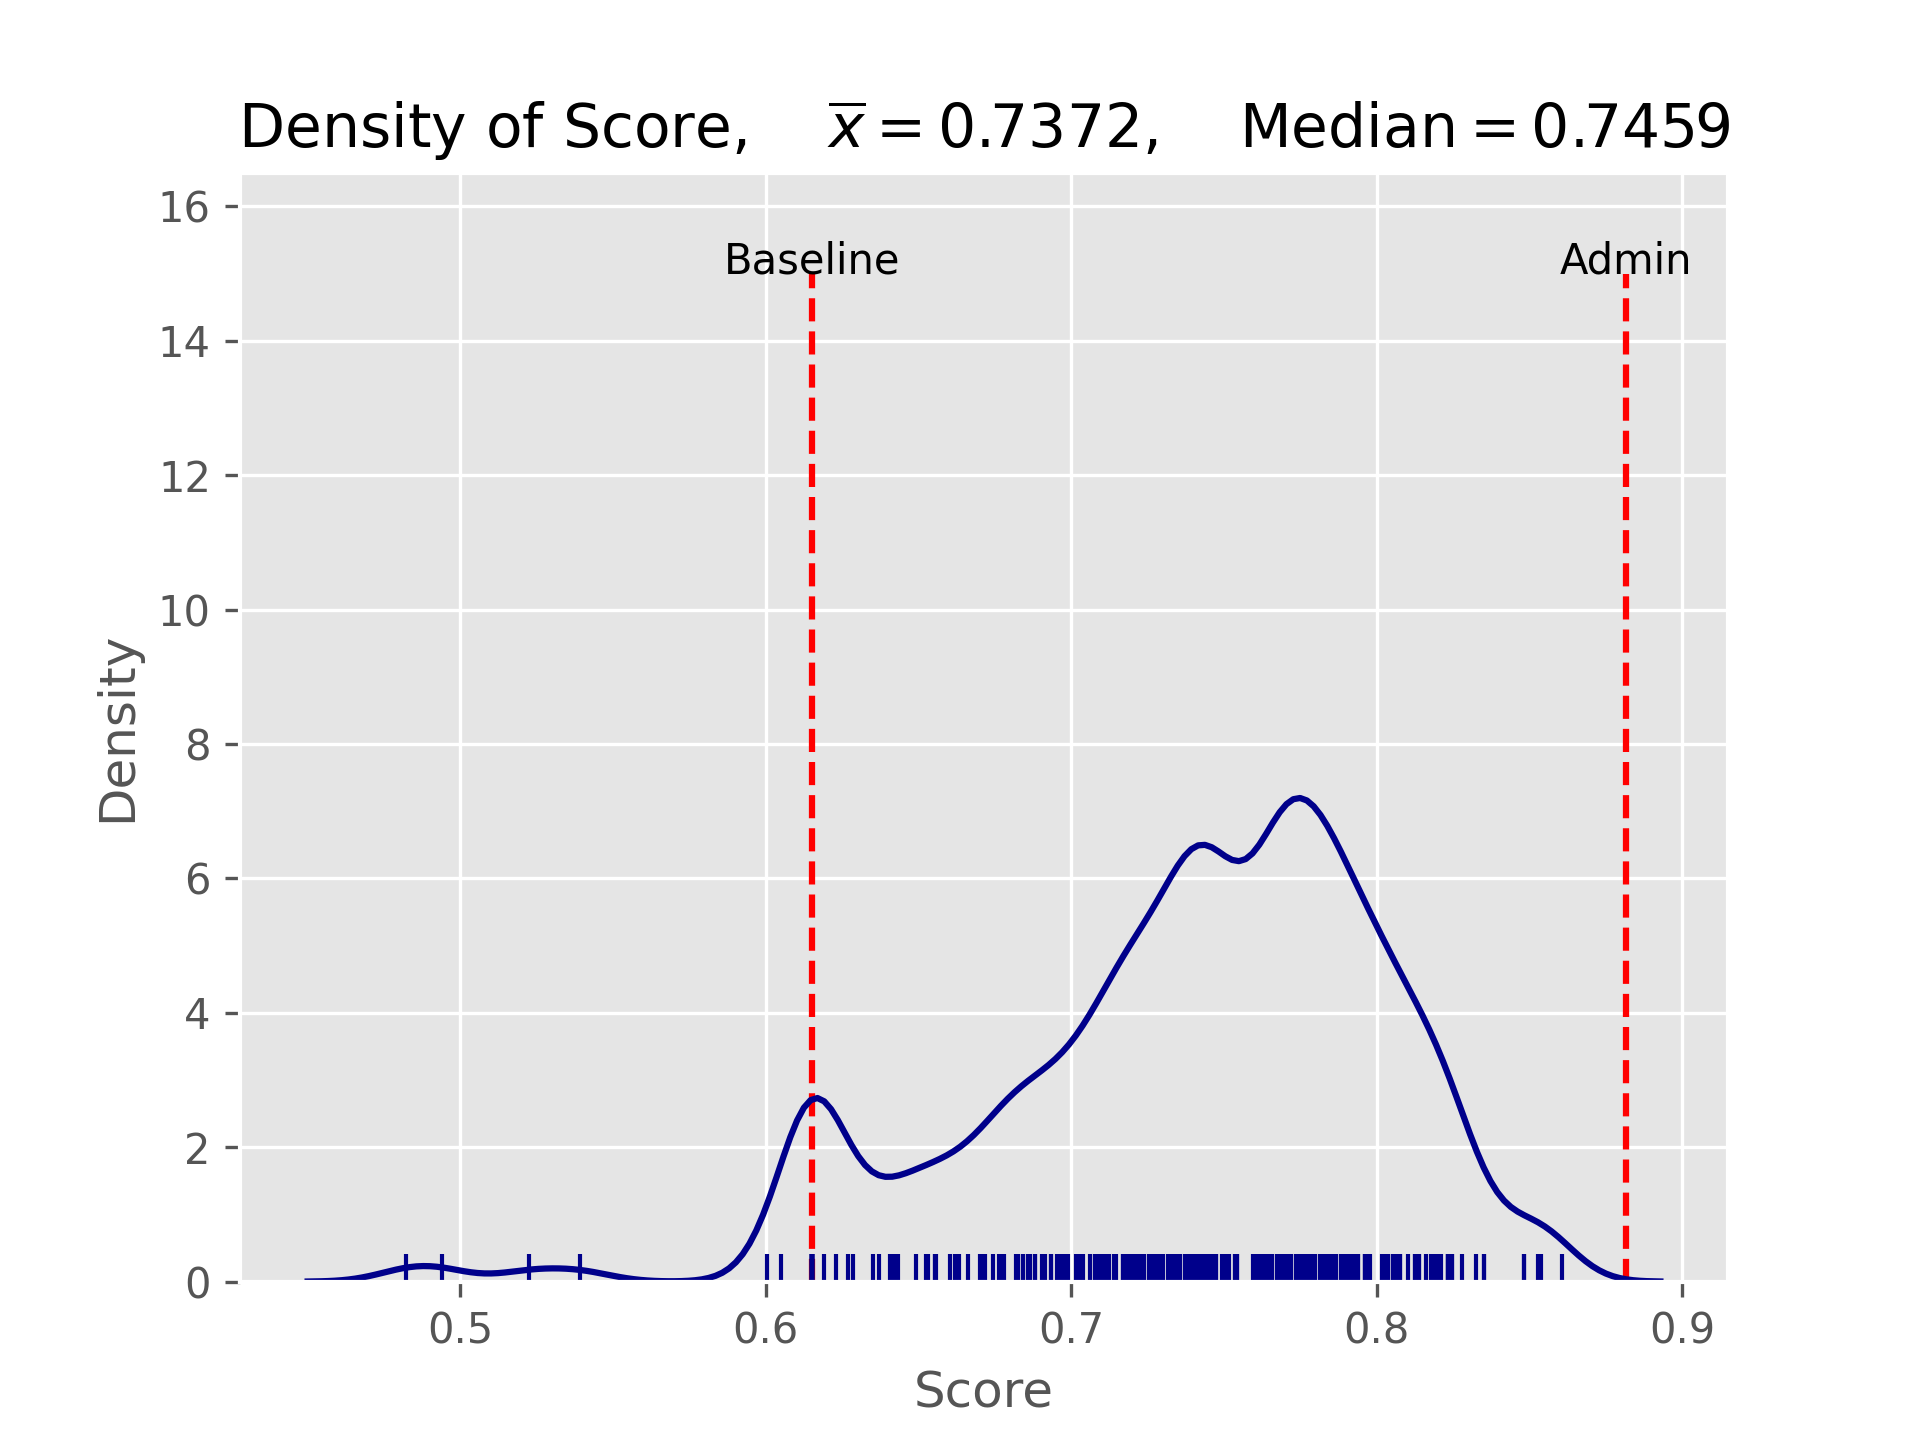 Density of Score, x̅ = 0.7372, Median = 0.7459
16
Baseline
Admin
14
12
10
8
6
4
2
0
Density
0.5 0.6 0.7 0.8 0.9
Score